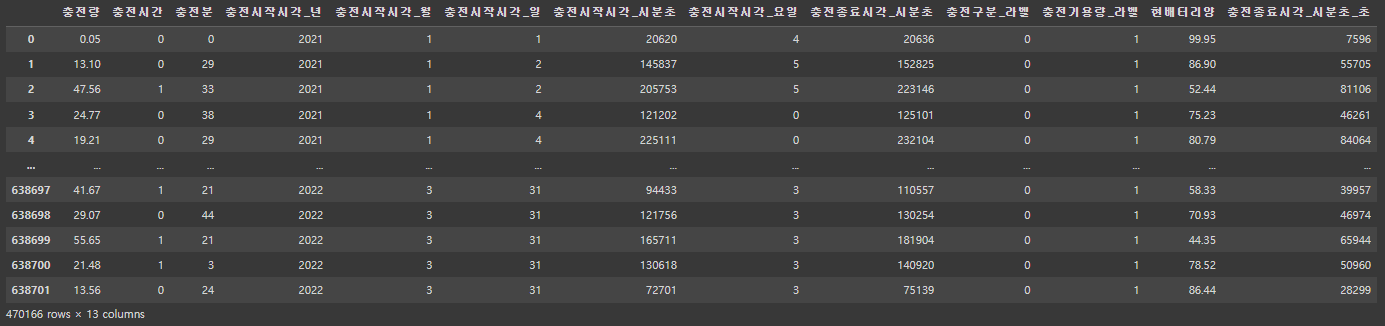 충전량 충전시간 충전분 충전시작시각_년 충전시작시각_월 충전시작시각_일 충전시작시각_시분초 충전시작시각_요일 충전종료시각_시분초 충전구분_라벨 충전기용량_라벨 현배터리양 충전종료시각_시분초_초
0 0.05 0 0 2021 1 1 20620 4 20636 0 1 99.95 7596
1 13.10 0 29 2021 1 2 145837 5 152825 0 1 86.90 55705
2 47.56 1 33 2021 1 2 205753 5 223146 0 1 52.44 81106
3 24.77 0 38 2021 1 4 121202 0 125101 0 1 75.23 46261
4 19.21 0 29 2021 1 4 225111 0 232104 0 1 80.79 84064
... ... ... ... ... ... ... ... ... ... ... ... ... ...
638697 41.67 1 21 2022 3 31 94433 3 110557 0 1 58.33 39957
638698 29.07 0 44 2022 3 31 121756 3 130254 0 1 70.93 46974
638699 55.65 1 21 2022 3 31 165711 3 181904 0 1 44.35 65944
638700 21.48 1 3 2022 3 31 130618 3 140920 0 1 78.52 50960
638701 13.56 0 24 2022 3 31 72701 3 75139 0 1 86.44 28299
470166 rows × 13 columns